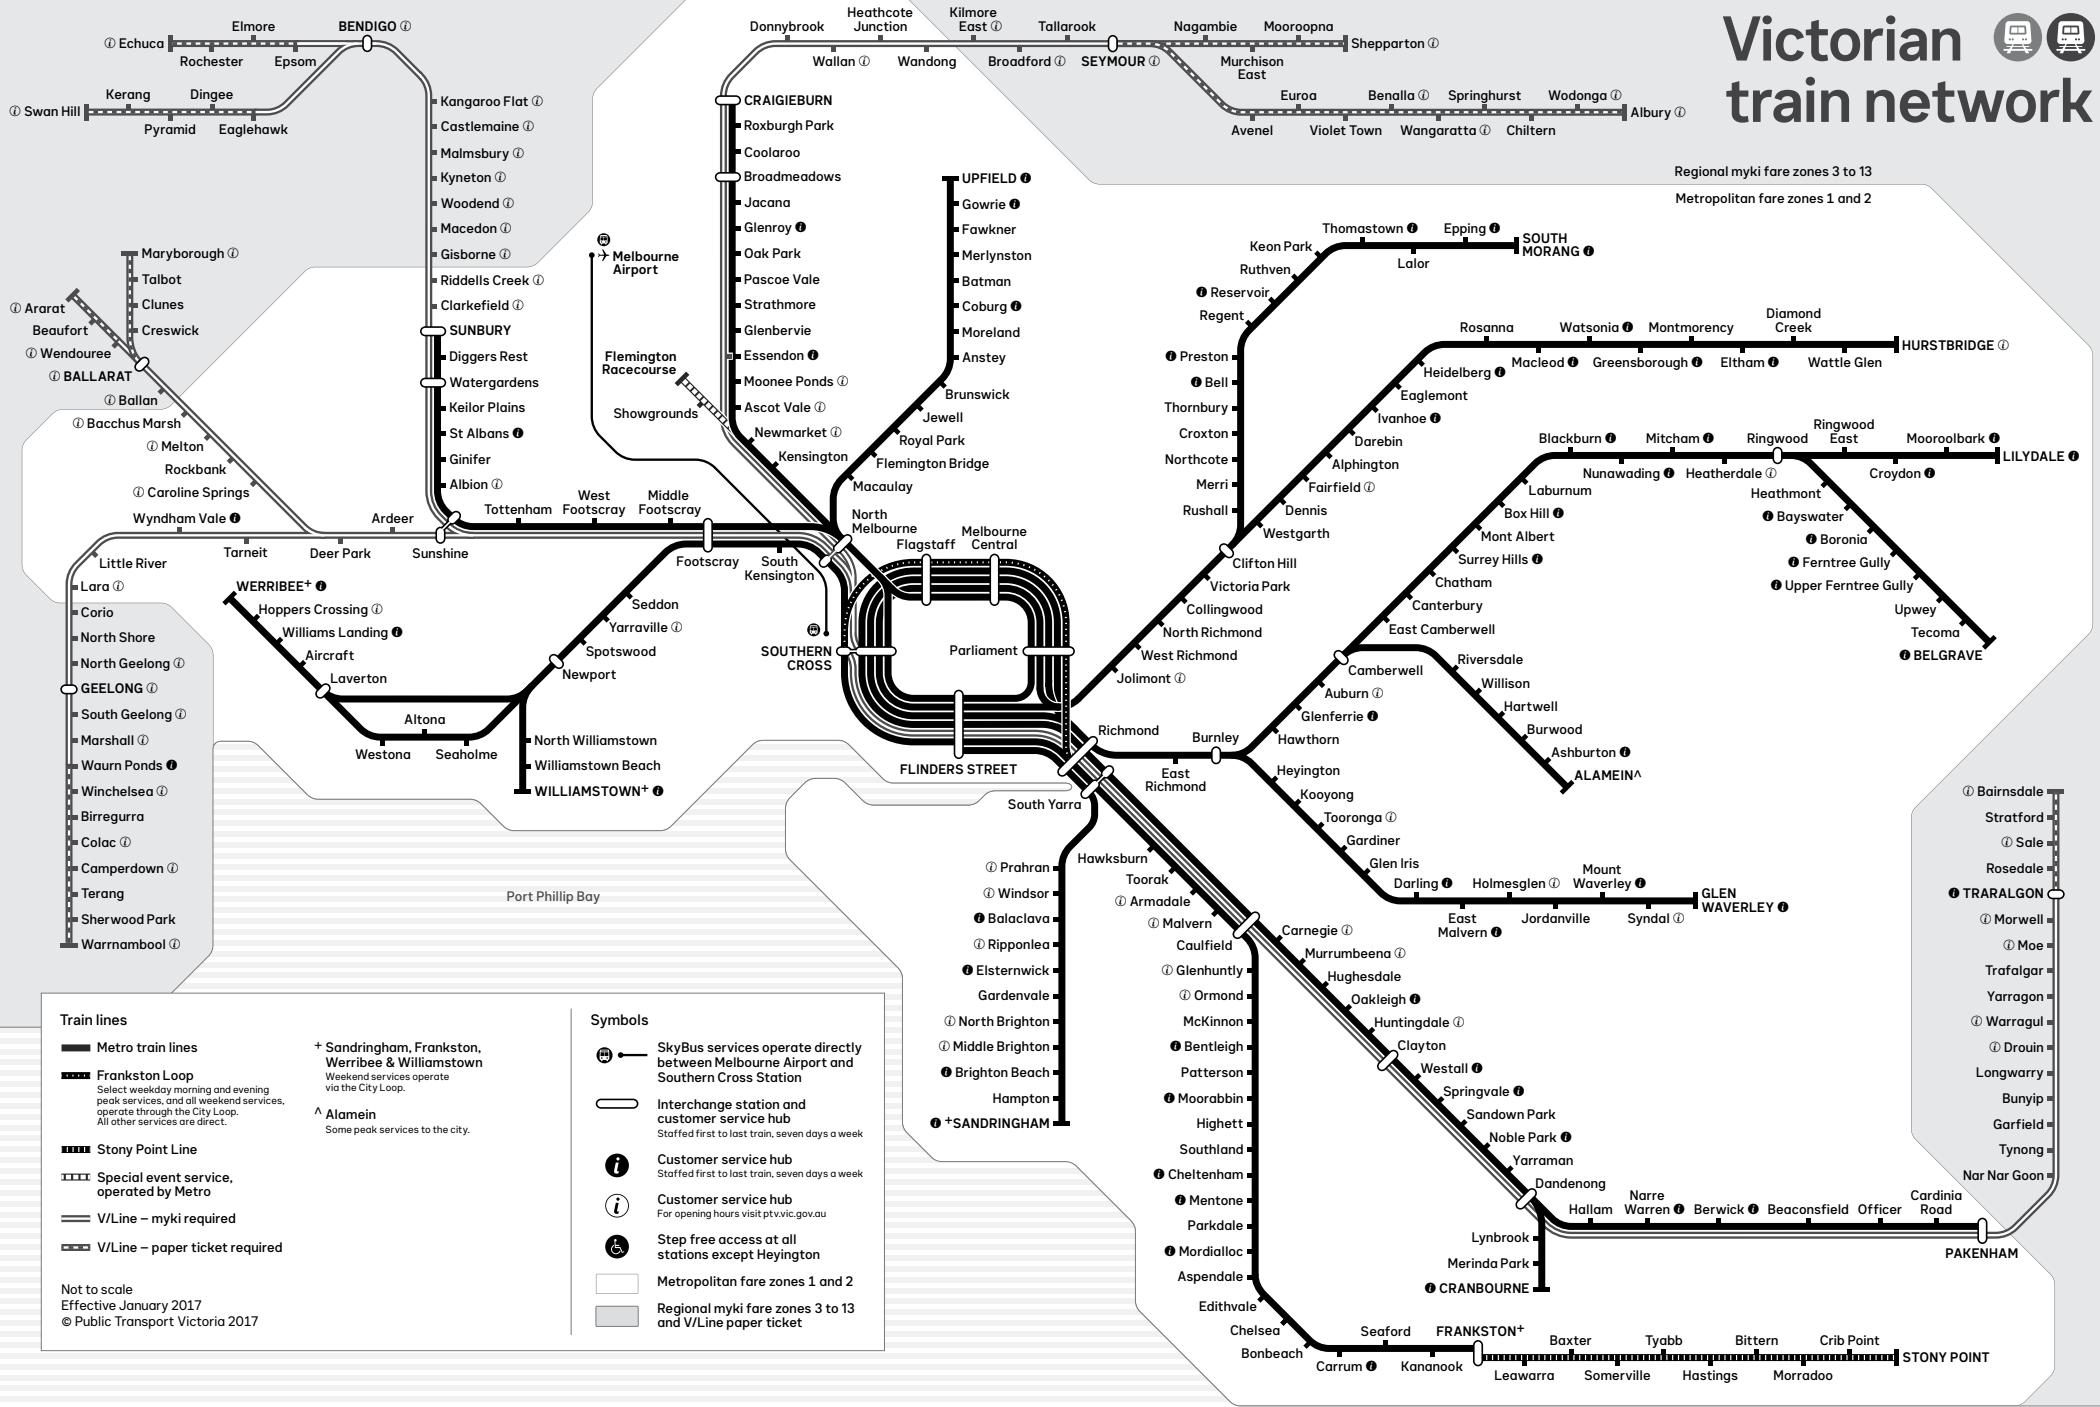 Victorian
train network
Regional myki fare zones 3 to 13
Metropolitan fare zones 1 and 2
Echuca
Elmore
Rochester
Epsom
BENDIGO
Swan Hill
Kerang
Dingee
Pyramid
Eaglehawk
Kangaroo Flat
Castlemaine
Malmsbury
Kyneton
Woodend
Macedon
Gisborne
Riddells Creek
Clarkefield
SUNBURY
Diggers Rest
Watergardens
Keilor Plains
St Albans
Ginifer
Albion
Tottenham
West
Footscray
Middle
Footscray
Donnybrook
Heathcote
Junction
Kilmore
East
Tallarook
Wallan
Wandong
Broadford
SEYMOUR
Nagambie
Mooroopna
Shepparton
Murchison
East
Euroa
Benalla
Springhurst
Wodonga
Albury
Avenel
Violet Town
Wangaratta
Chiltern
CRAIGIEBURN
Roxburgh Park
Coolaroo
Broadmeadows
Jacana
Glenroy
Oak Park
Pascoe Vale
Strathmore
Glenbervie
Essendon
Moonee Ponds
Ascot Vale
Newmarket
Kensington
Melbourne
Airport
Flemington
Racecourse
Showgrounds
UPFIELD
Gowrie
Fawkner
Merlynston
Batman
Coburg
Moreland
Anstey
Brunswick
Jewell
Royal Park
Flemington Bridge
Macaulay
North
Melbourne
Flagstaff
Melbourne
Central
Parliament
SOUTHERN
CROSS
FLINDERS STREET
Maryborough
Talbot
Clunes
Creswick
Ararat
Beaufort
Wendouree
BALLARAT
Ballan
Bacchus Marsh
Melton
Rockbank
Caroline Springs
Wyndham Vale
Ardeer
Tarneit
Deer Park
Sunshine
Little River
Lara
Corio
North Shore
North Geelong
GEELONG
South Geelong
Marshall
Waurn Ponds
Winchelsea
Birregurra
Colac
Camperdown
Terang
Sherwood Park
Warrnambool
WERRIBEE+
Hoppers Crossing
Williams Landing
Aircraft
Laverton
Altona
Westona
Seaholme
Footscray
South
Kensington
Seddon
Yarraville
Spotswood
Newport
North Williamstown
Williamstown Beach
WILLIAMSTOWN+
Port Phillip Bay
Thomastown
Epping
SOUTH
MORANG
Keon Park
Lalor
Ruthven
Reservoir
Regent
Preston
Bell
Thornbury
Croxton
Northcote
Merri
Rushall
Rosanna
Watsonia
Montmorency
Diamond
Creek
HURSTBRIDGE
Macleod
Greensborough
Eltham
Wattle Glen
Heidelberg
Eaglemont
Ivanhoe
Darebin
Alphington
Fairfield
Dennis
Westgarth
Clifton Hill
Victoria Park
Collingwood
North Richmond
West Richmond
Jolimont
Blackburn
Mitcham
Ringwood
Ringwood
East
Mooroolbark
LILYDALE
Nunawading
Heatherdale
Croydon
Laburnum
Box Hill
Mont Albert
Surrey Hills
Chatham
Canterbury
East Camberwell
Camberwell
Auburn
Glenferrie
Hawthorn
Heathmont
Bayswater
Boronia
Ferntree Gully
Upper Ferntree Gully
Upwey
Tecoma
BELGRAVE
Riversdale
Willison
Hartwell
Burwood
Ashburton
ALAMEIN^
Richmond
East
Richmond
Burnley
Heyington
Kooyong
Tooronga
Gardiner
Glen Iris
Darling
Holmesglen
Mount
Waverley
GLEN
WAVERLEY
East
Malvern
Jordanville
Syndal
South Yarra
Prahran
Windsor
Balaclava
Ripponlea
Elsternwick
Gardenvale
North Brighton
Middle Brighton
Brighton Beach
Hampton
+SANDRINGHAM
Hawksburn
Toorak
Armadale
Malvern
Caulfield
Glenhuntly
Ormond
McKinnon
Bentleigh
Patterson
Moorabbin
Highett
Southland
Cheltenham
Mentone
Parkdale
Mordialloc
Aspendale
Edithvale
Chelsea
Bonbeach
Carrum
Seaford
Kananook
FRANKSTON+
Leawarra
Baxter
Somerville
Tyabb
Hastings
Bittern
Morradoo
Crib Point
STONY POINT
Carnegie
Murrumbeena
Hughesdale
Oakleigh
Huntingdale
Clayton
Westall
Springvale
Sandown Park
Noble Park
Yarraman
Dandenong
Lynbrook
Merinda Park
CRANBOURNE
Hallam
Narre
Warren
Berwick
Beaconsfield
Officer
Cardinia
Road
PAKENHAM
Bairnsdale
Stratford
Sale
Rosedale
TRARALGON
Morwell
Moe
Trafalgar
Yarragon
Warragul
Drouin
Longwarry
Bunyip
Garfield
Tynong
Nar Nar Goon
Train lines
Metro train lines
Frankston Loop
Select weekday morning and evening
peak services, and all weekend services,
operate through the City Loop.
All other services are direct.
Stony Point Line
Special event service,
operated by Metro
V/Line – myki required
V/Line – paper ticket required
+ Sandringham, Frankston,
Werribee & Williamstown
Weekend services operate
via the City Loop.
^ Alamein
Some peak services to the city.
Not to scale
Effective January 2017
© Public Transport Victoria 2017
Symbols
SkyBus services operate directly
between Melbourne Airport and
Southern Cross Station
Interchange station and
customer service hub
Staffed first to last train, seven days a week
Customer service hub
Staffed first to last train, seven days a week
Customer service hub
For opening hours visit ptv.vic.gov.au
Step free access at all
stations except Heyington
Metropolitan fare zones 1 and 2
Regional myki fare zones 3 to 13
and V/Line paper ticket